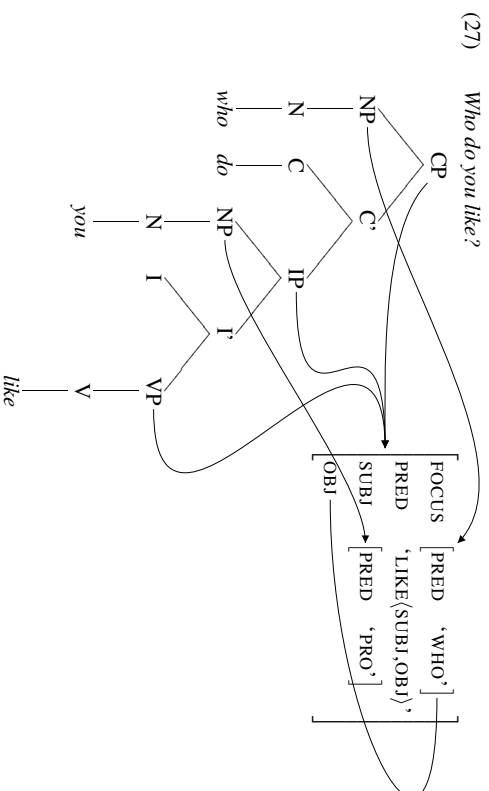 (27) Who do you like?
CP
NP C'
N C IP
who do NP I'
N I VP
you V
like
FOCUS [PRED ‘WHO’]
PRED ‘LIKE⟨SUBJ,OBJ⟩’
SUBJ [PRED ‘PRO’]
OBJ